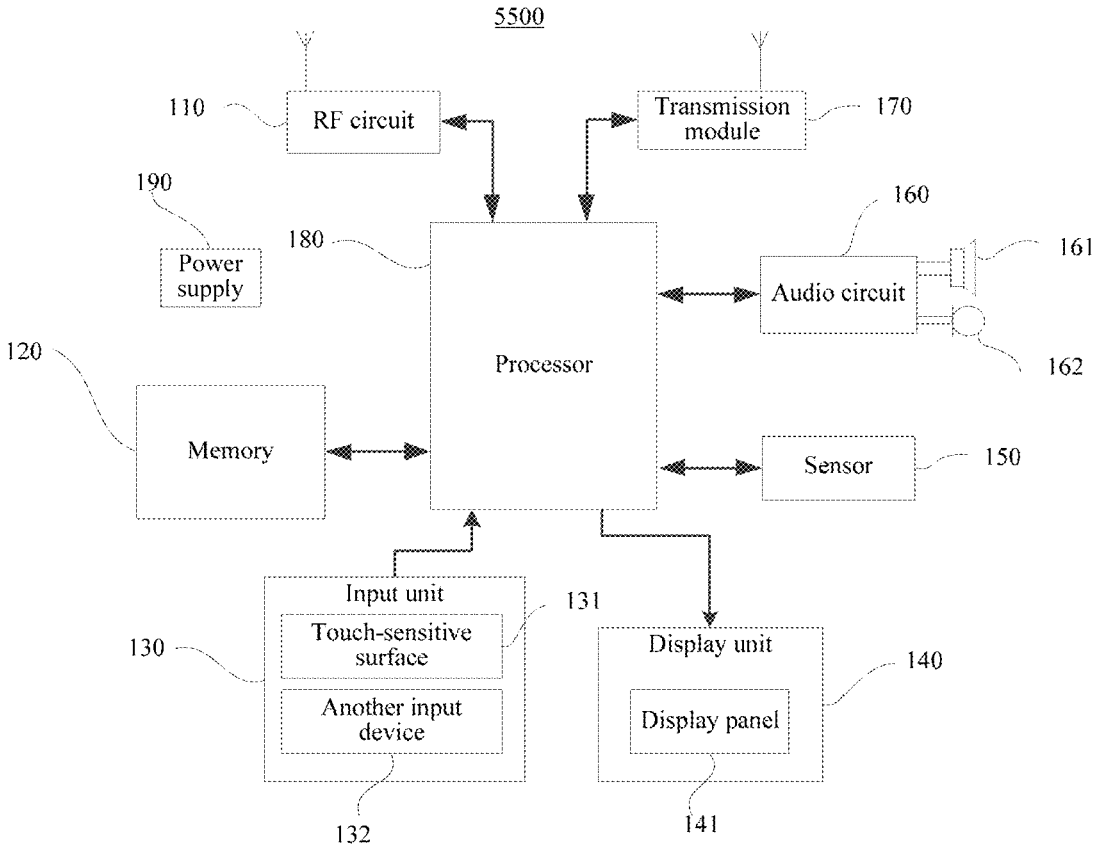 5500
110
RF circuit
Transmission
module
170
190
180
160
161
Power
supply
Audio circuit
162
120
Processor
Memory
Sensor
150
Input unit
131
Touch-sensitive
surface
130
Another input
device
132
Display unit
140
Display panel
141